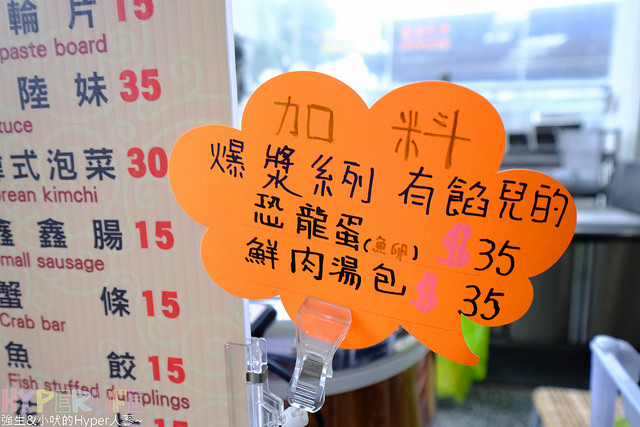 輪片 15
paste board
陸妹 35
tuce
式泡菜 30
rean kimchi
鑫鑫腸 15
mall sausage
蟹條 15
Crab bar
魚餃 15
Fish stuffed dumplings
加料
爆漿系列 有餡兒的
恐龍蛋(魚卵) $35
鮮肉湯包 $35
強生&小吠的Hyper人蔘~